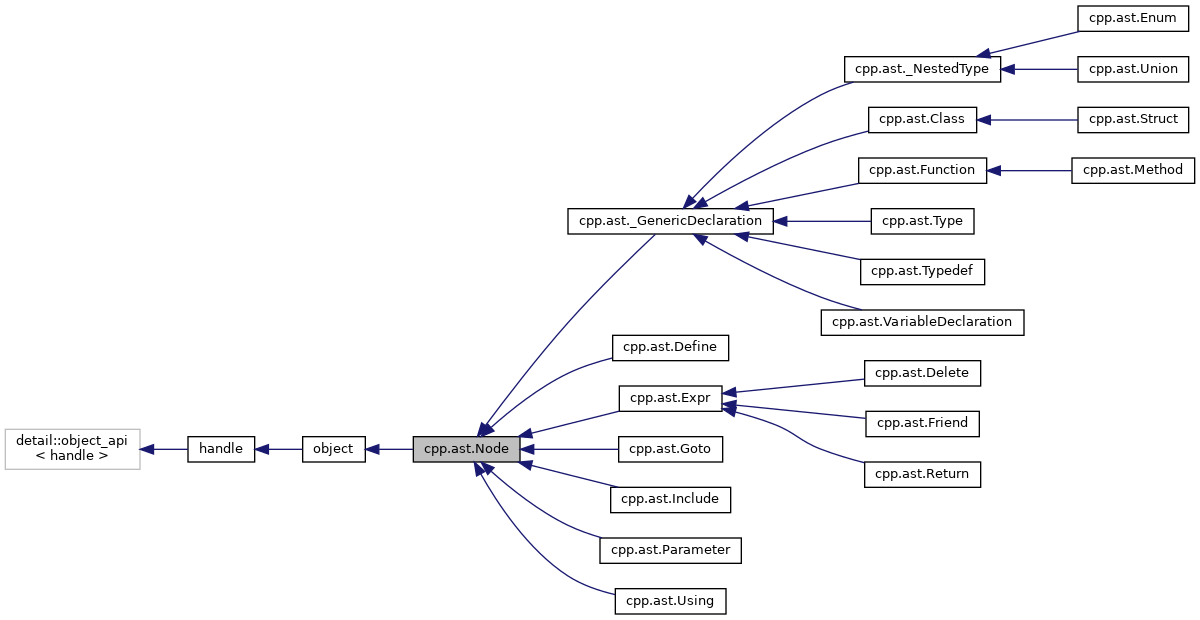 cpp.ast.Enum
cpp.ast._NestedType
cpp.ast.Union
cpp.ast.Class
cpp.ast.Struct
cpp.ast.Function
cpp.ast.Method
cpp.ast._GenericDeclaration
cpp.ast.Type
cpp.ast.Typedef
cpp.ast.VariableDeclaration
cpp.ast.Define
cpp.ast.Delete
cpp.ast.Expr
cpp.ast.Friend
detail::object_api
< handle >
handle
object
cpp.ast.Node
cpp.ast.Goto
cpp.ast.Return
cpp.ast.Include
cpp.ast.Parameter
cpp.ast.Using